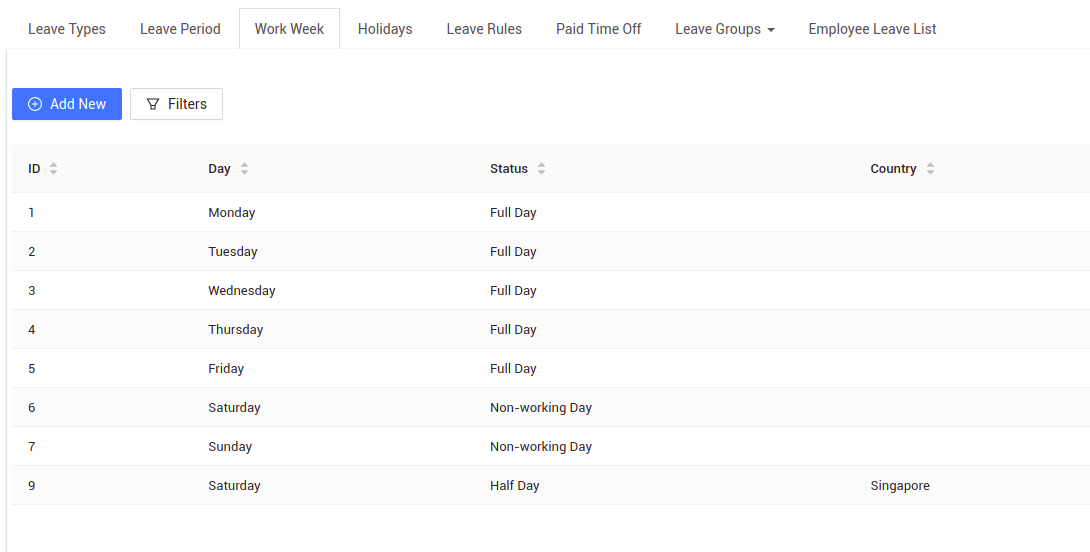 Leave Types Leave Period Work Week Holidays Leave Rules Paid Time Off Leave Groups Employee Leave List
Add New Filters
ID Day Status Country
1 Monday Full Day
2 Tuesday Full Day
3 Wednesday Full Day
4 Thursday Full Day
5 Friday Full Day
6 Saturday Non-working Day
7 Sunday Non-working Day
9 Saturday Half Day Singapore